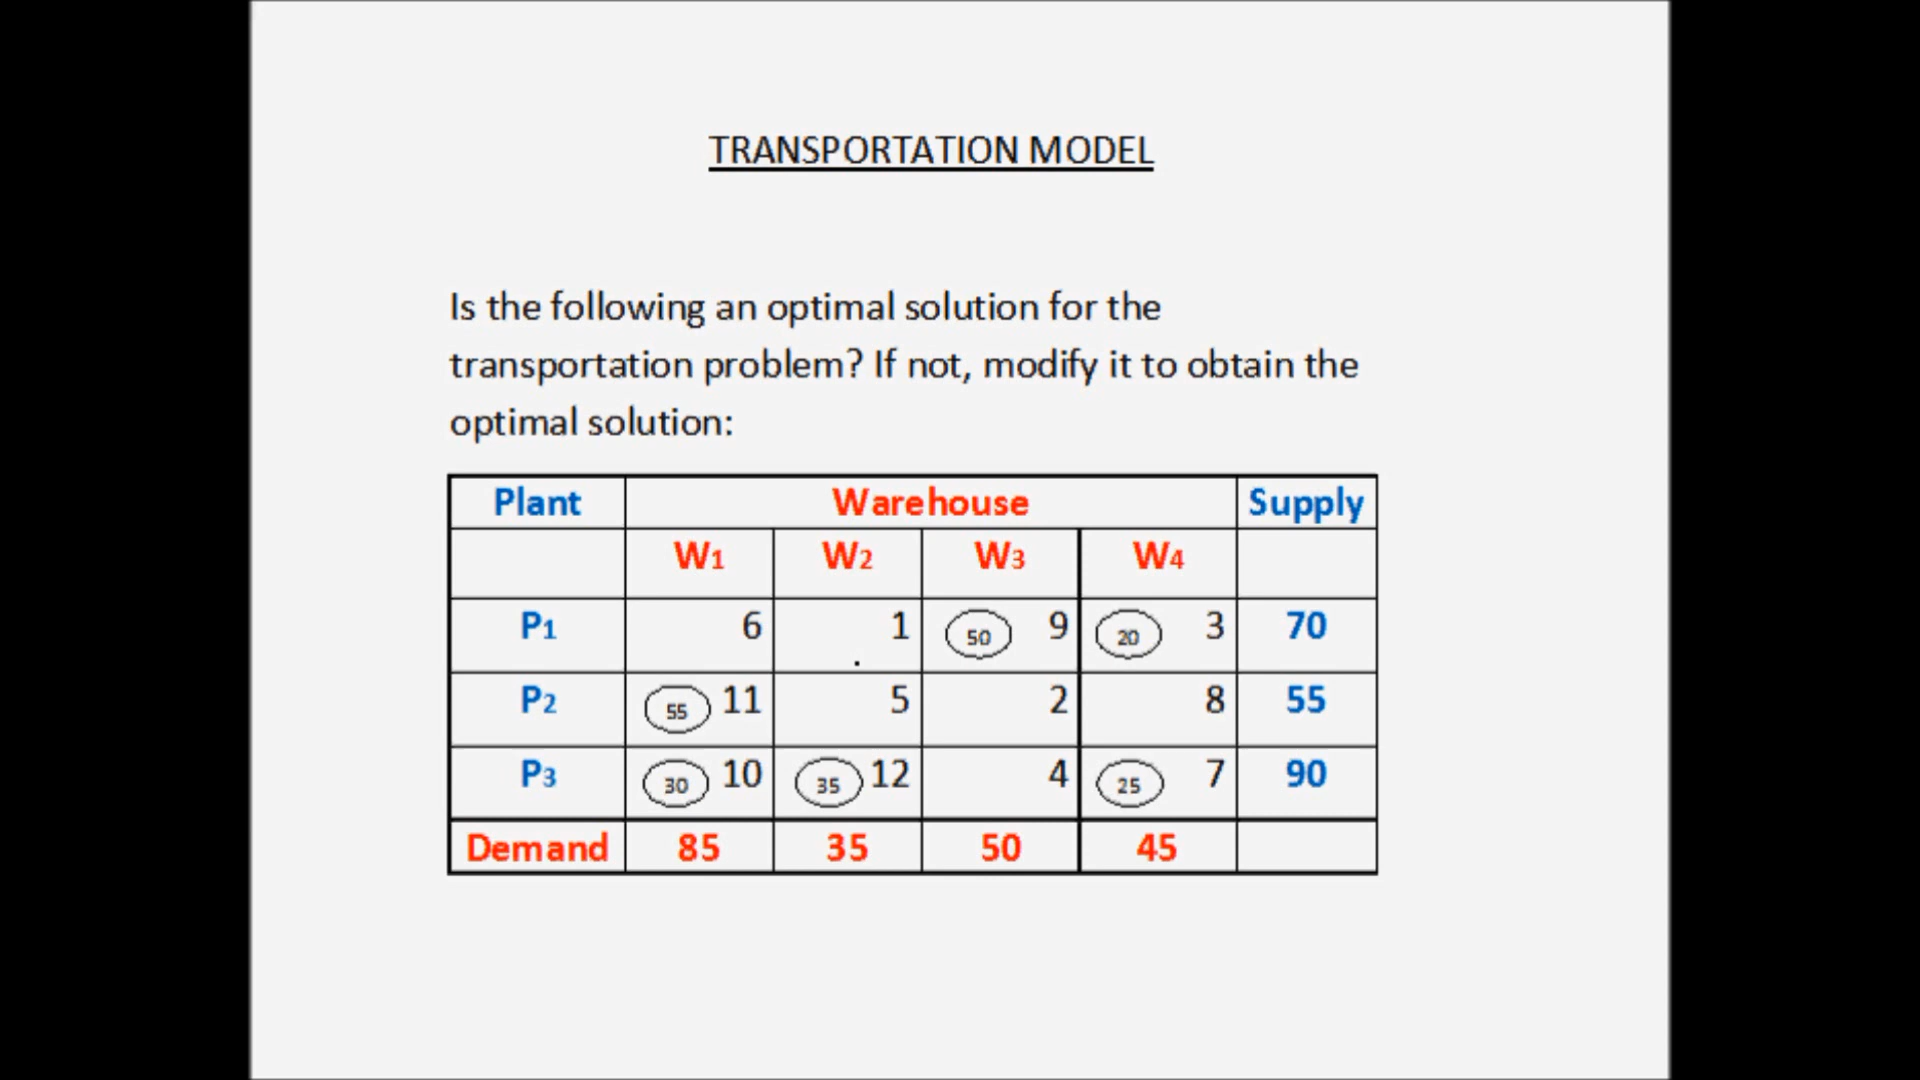 TRANSPORTATION MODEL
Is the following an optimal solution for the
transportation problem? If not, modify it to obtain the
optimal solution:
Plant Warehouse Supply
W1 W2 W3 W4
P1 6 1 50 9 20 3 70
P2 55 11 5 2 8 55
P3 30 10 35 12 4 25 7 90
Demand 85 35 50 45